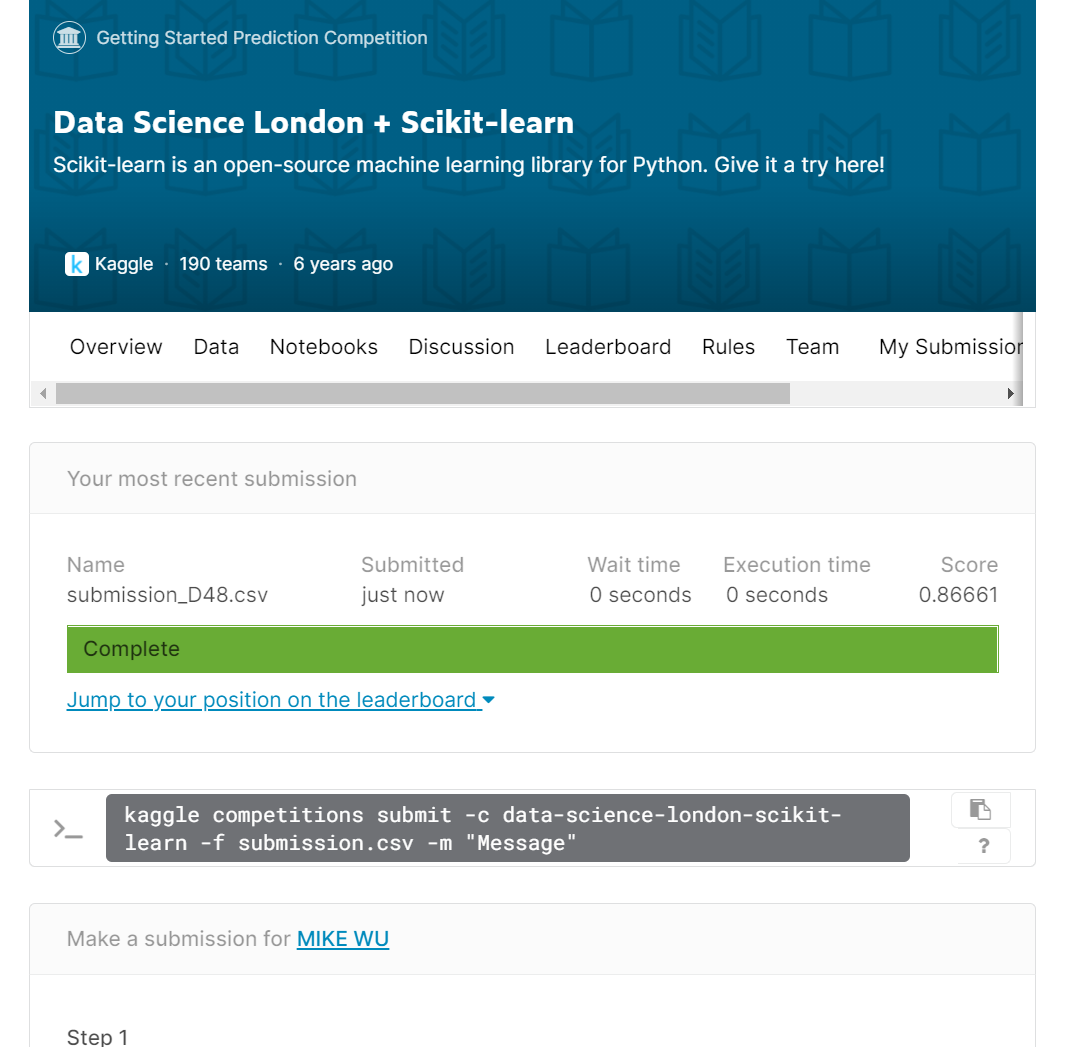 Getting Started Prediction Competition
Data Science London + Scikit-learn
Scikit-learn is an open-source machine learning library for Python. Give it a try here!
k Kaggle · 190 teams · 6 years ago
Overview Data Notebooks Discussion Leaderboard Rules Team My Submission
Your most recent submission
Name Submitted Wait time Execution time Score
submission_D48.csv just now 0 seconds 0 seconds 0.86661
Complete
Jump to your position on the leaderboard
>_ kaggle competitions submit -c data-science-london-scikit-
learn -f submission.csv -m "Message"
?
Make a submission for MIKE WU
Step 1